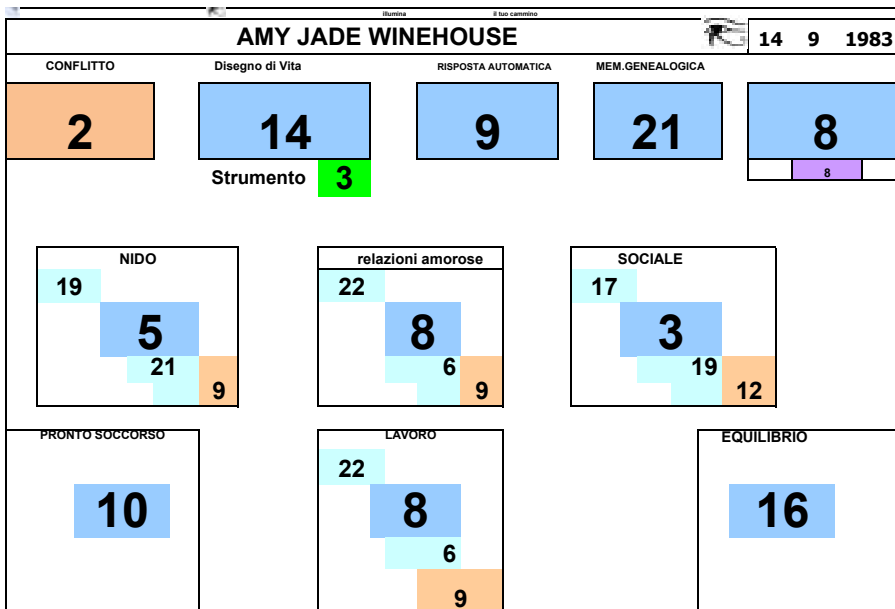 illumina il tuo cammino
AMY JADE WINEHOUSE 14 9 1983
CONFLITTO Disegno di Vita RISPOSTA AUTOMATICA MEM.GENEALOGICA
2 14 9 21 8
Strumento 3 8
NIDO relazioni amorose SOCIALE
19 22 17
5 8 3
21 6 19
9 9 12
PRONTO SOCCORSO LAVORO EQUILIBRIO
22
10 8 16
6
9